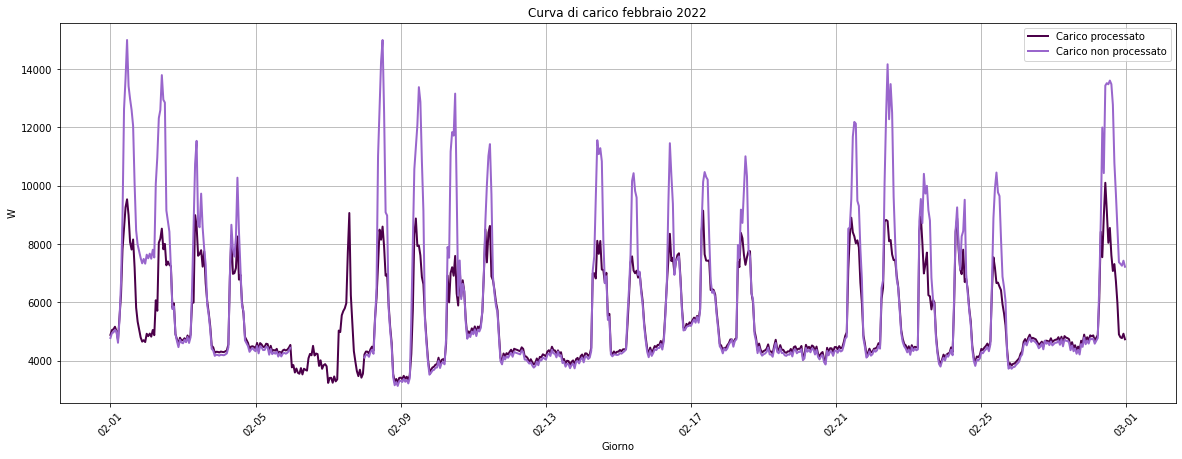 Curva di carico febbraio 2022
Carico processato
Carico non processato
14000
12000
10000
8000
6000
4000
W
02-01
02-05
02-09
02-13
02-17
02-21
02-25
03-01
Giorno